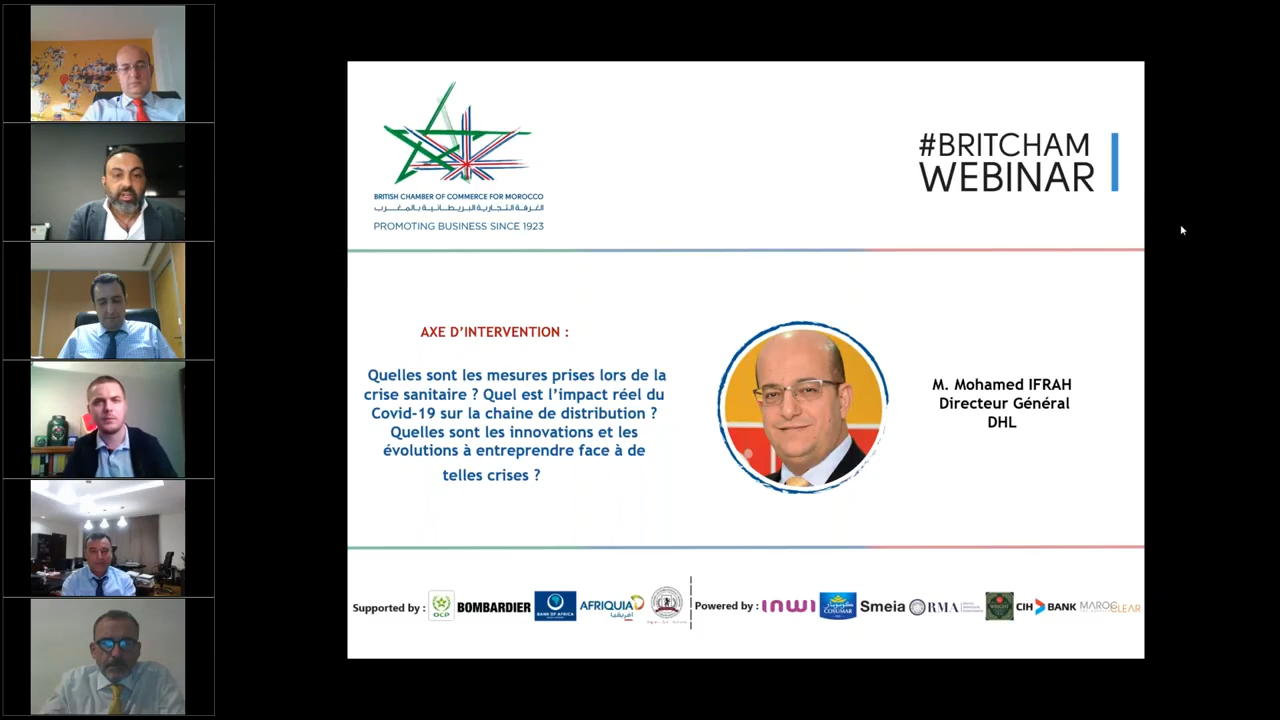 BRITISH CHAMBER OF COMMERCE FOR MOROCCO
الغرفة التجارية البريطانية بالمغرب
PROMOTING BUSINESS SINCE 1923
#BRITCHAM
WEBINAR
AXE D’INTERVENTION :
Quelles sont les mesures prises lors de la
crise sanitaire ? Quel est l’impact réel du
Covid-19 sur la chaine de distribution ?
Quelles sont les innovations et les
évolutions à entreprendre face à de
telles crises ?
M. Mohamed IFRAH
Directeur Général
DHL
Supported by :
OCP
BOMBARDIER
BANK OF AFRICA
AFRIQUIA
أفريقيا
Powered by :
inwi
كوسومار
COSUMAR
Smeia
RMA
CIH BANK
MAROCLEAR